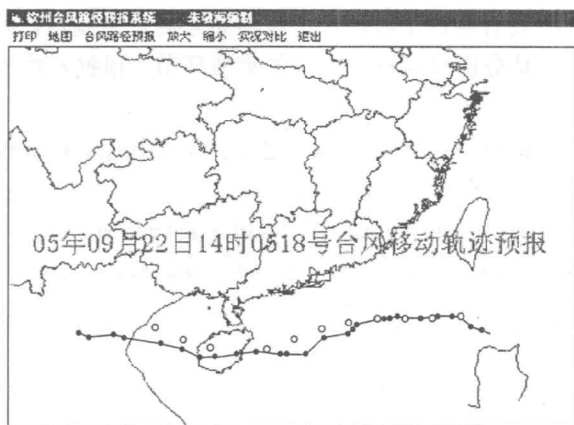 钦州台风路径预报系统 朱敬海编制
打印 地图 台风路径预报 放大 缩小 实况对比 退出
05年09月22日14时0518号台风移动轨迹预报